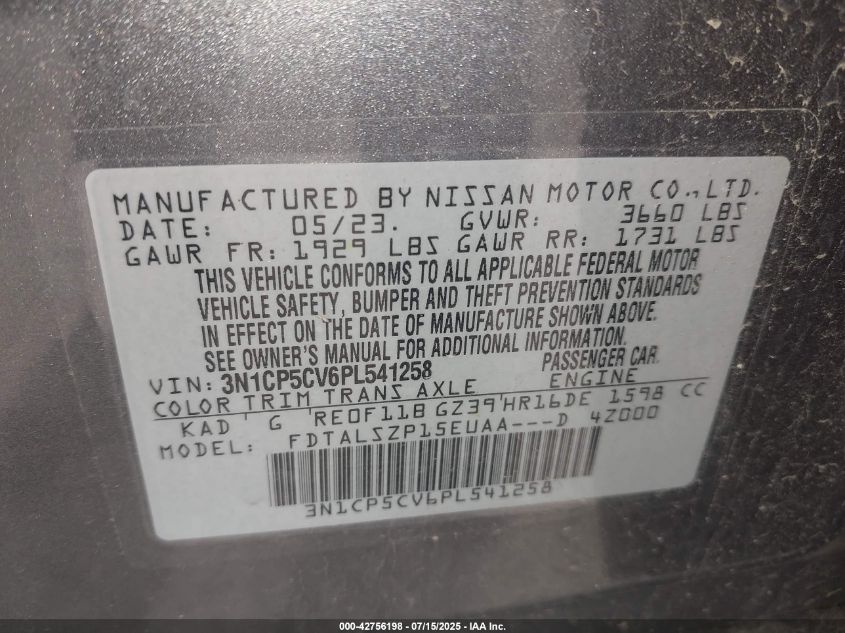 MANUFACTURED BY NISSAN MOTOR CO., LTD.
DATE: 05/23. GVWR: 3660 LBS
GAWR FR: 1929 LBS GAWR RR: 1731 LBS
THIS VEHICLE CONFORMS TO ALL APPLICABLE FEDERAL MOTOR
VEHICLE SAFETY, BUMPER AND THEFT PREVENTION STANDARDS
IN EFFECT ON THE DATE OF MANUFACTURE SHOWN ABOVE.
SEE OWNER'S MANUAL FOR ADDITIONAL INFORMATION.
VIN: 3N1CP5CV6PL541258 PASSENGER CAR
COLOR TRIM TRANS AXLE ENGINE
KAD G RE0F11B GZ39 HR16DE 1598 CC
MODEL: FDTALSZP15EUAA---D 4Z000
3N1CP5CV6PL541258
000-42756198 - 07/15/2025 - IAA Inc.